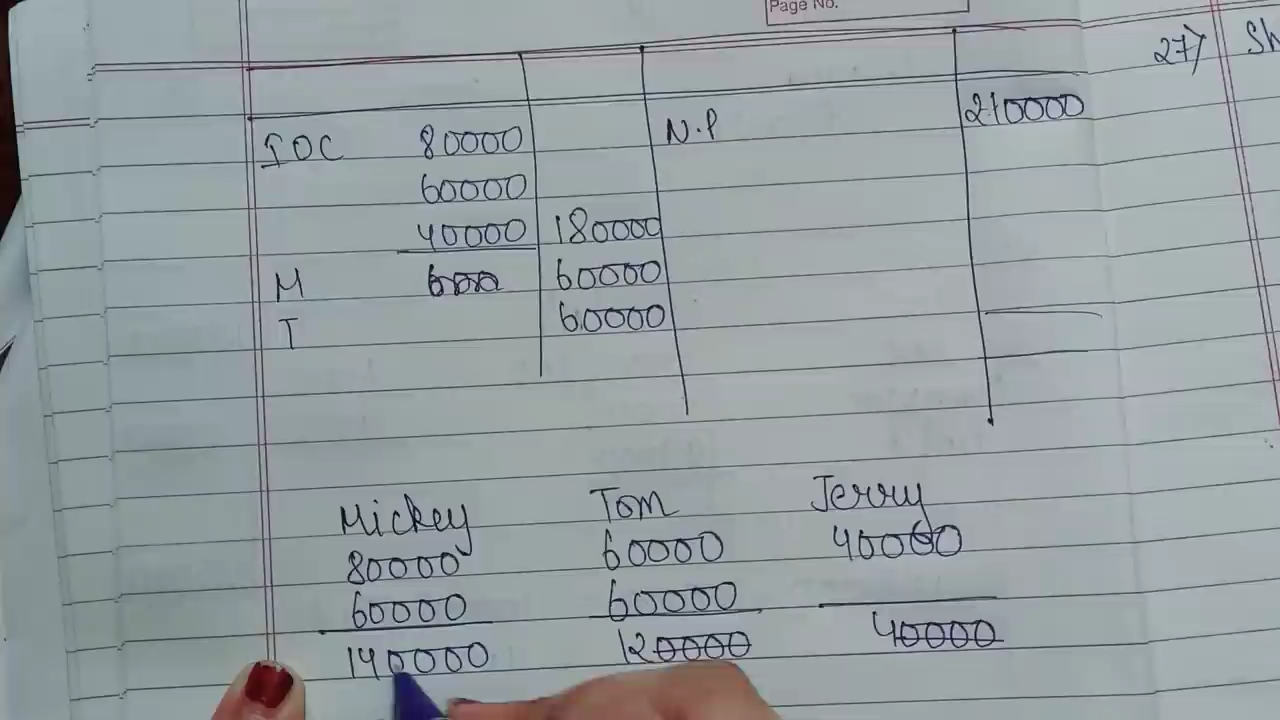 Page No.
27) Sh
IOC 80000 N.P 210000
60000
40000 180000
M 60000
T 60000
Mickey Tom Jerry
80000 60000 40000
60000 60000
140000 120000 40000